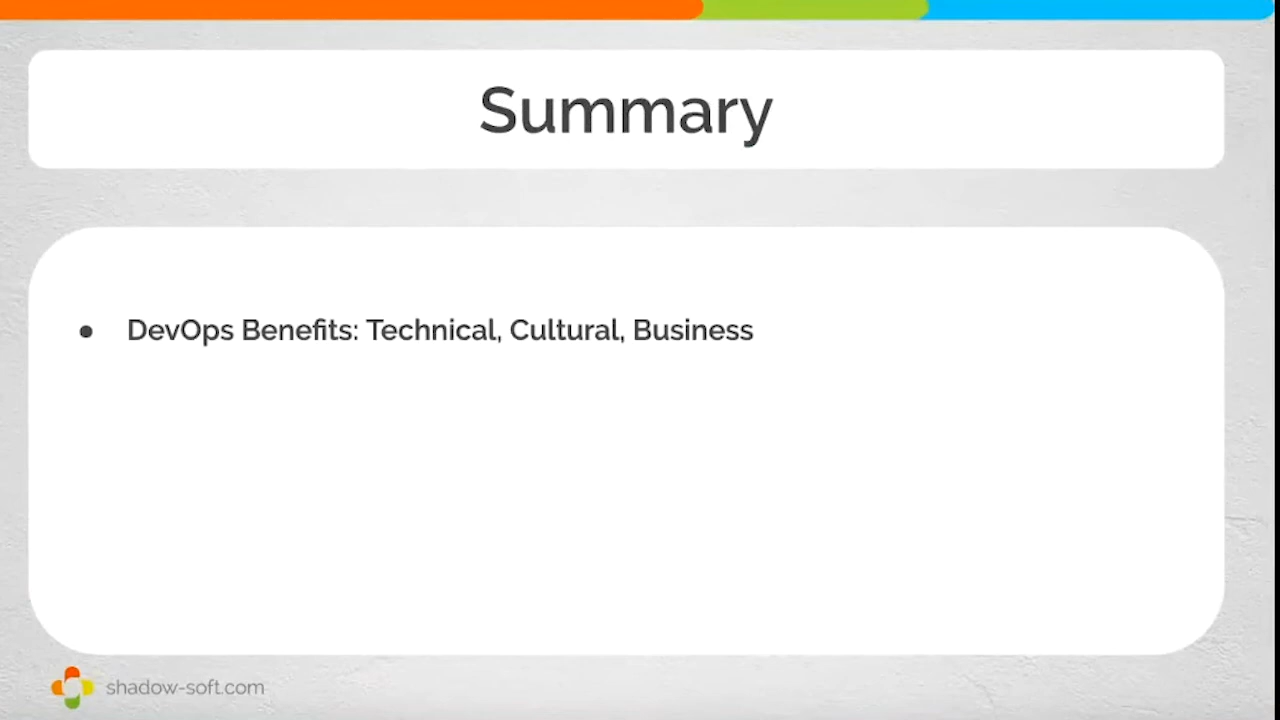 Summary
● DevOps Benefits: Technical, Cultural, Business
shadow-soft.com